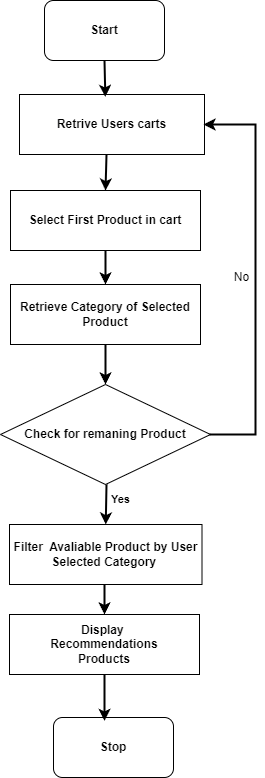 Start
Retrive Users carts
Select First Product in cart
Retrieve Category of Selected
Product
No
Check for remaning Product
Yes
Filter Avaliable Product by User
Selected Category
Display
Recommendations
Products
Stop